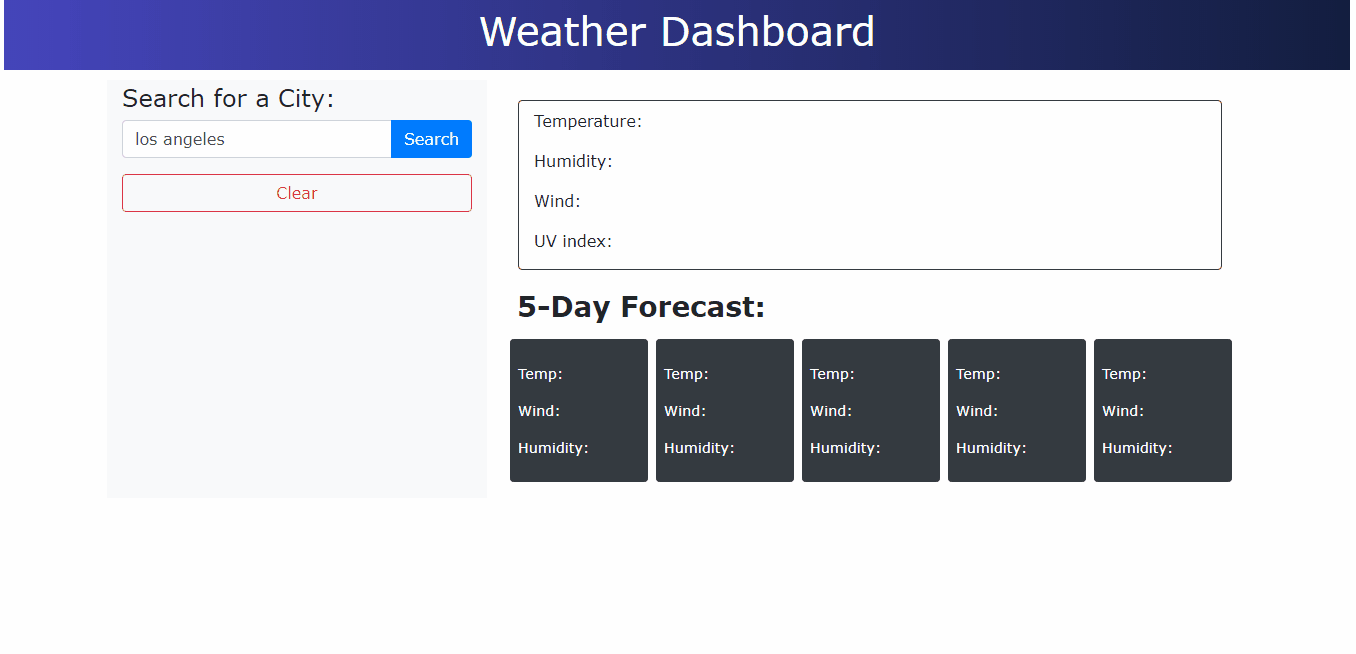 Weather Dashboard
Search for a City:
los angeles
Search
Clear
Temperature:
Humidity:
Wind:
UV index:
5-Day Forecast:
Temp:
Wind:
Humidity:
Temp:
Wind:
Humidity:
Temp:
Wind:
Humidity:
Temp:
Wind:
Humidity:
Temp:
Wind:
Humidity: